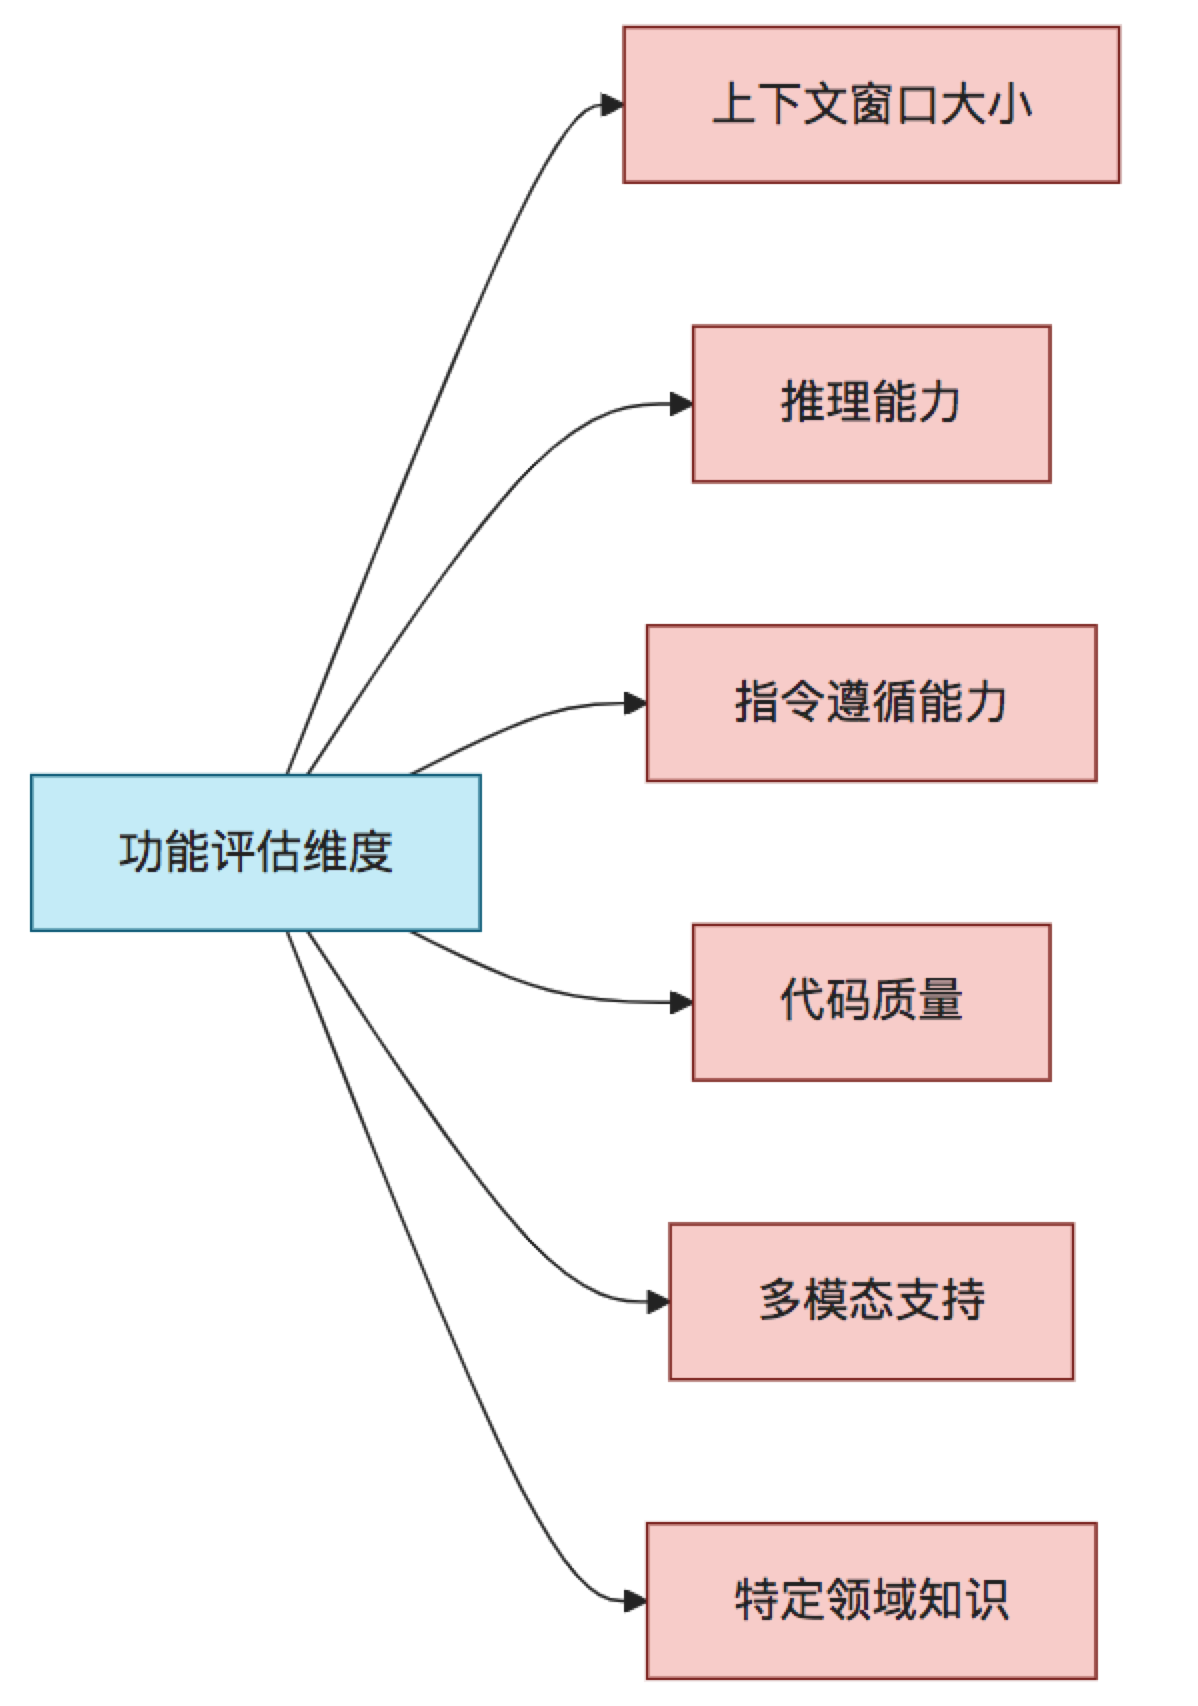 上下文窗口大小
推理能力
指令遵循能力
功能评估维度
代码质量
多模态支持
特定领域知识